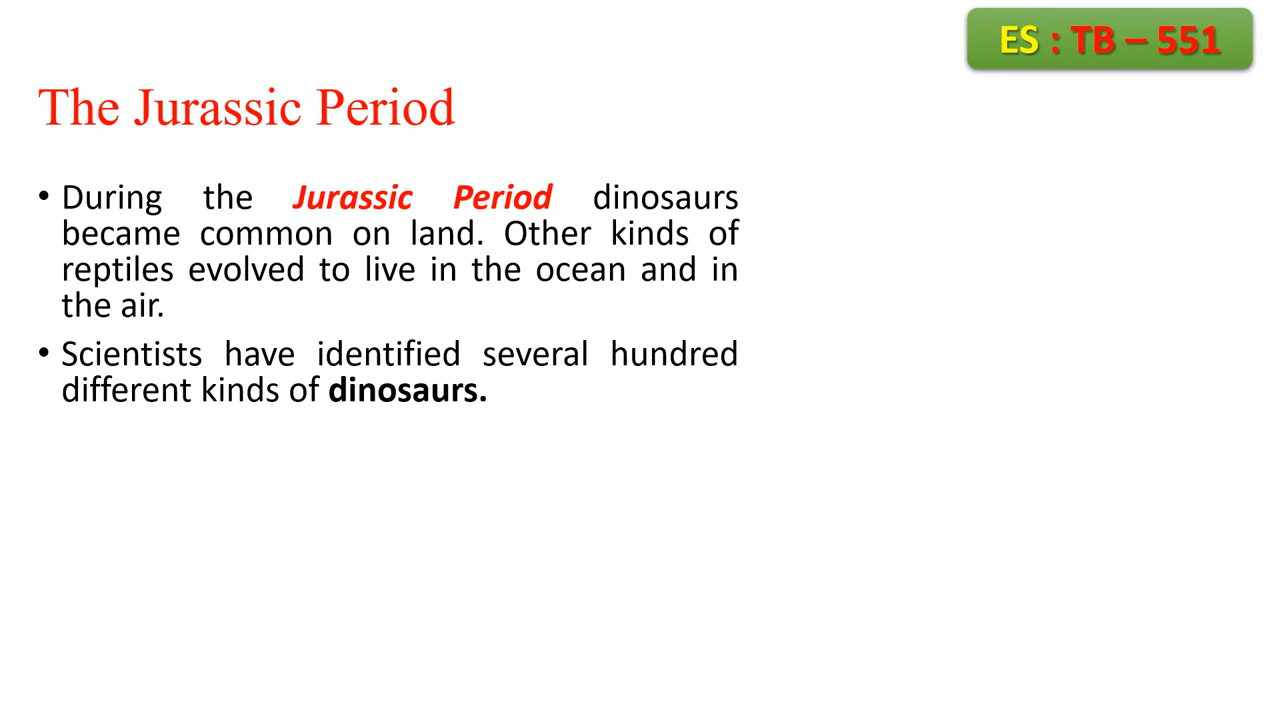 ES : TB – 551
The Jurassic Period
• During the Jurassic Period dinosaurs
became common on land. Other kinds of
reptiles evolved to live in the ocean and in
the air.
• Scientists have identified several hundred
different kinds of dinosaurs.